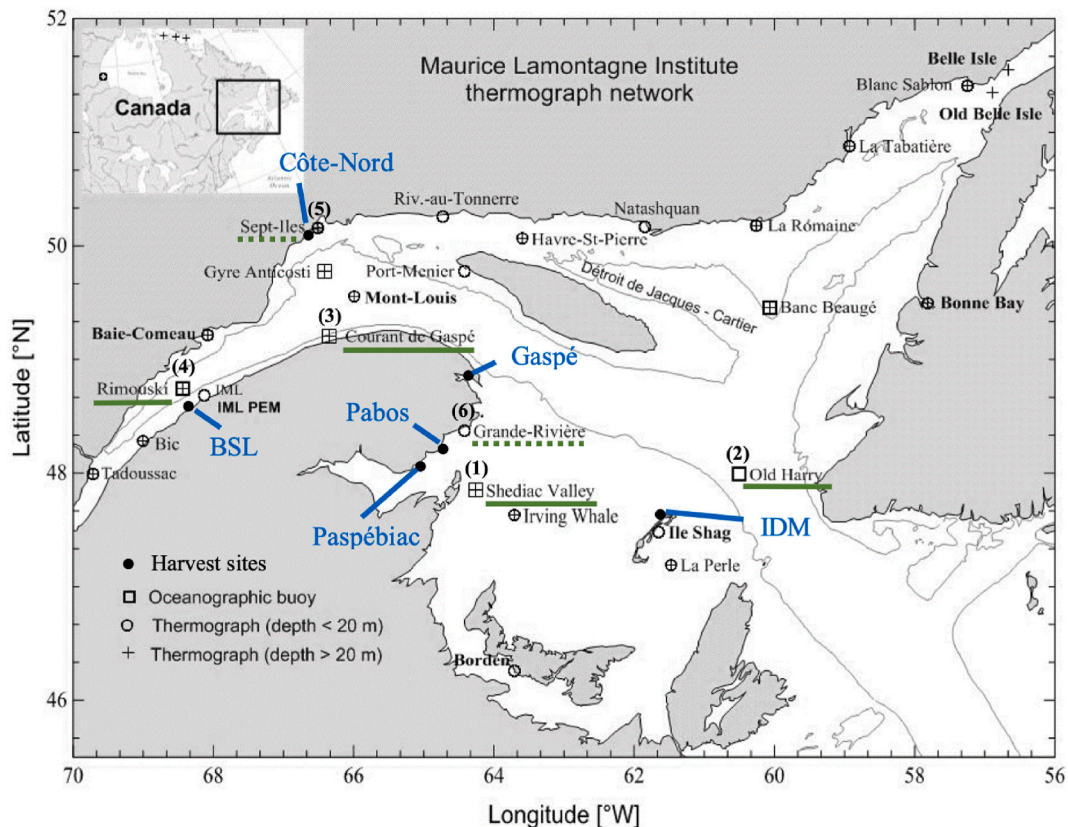 52
Maurice Lamontagne Institute
thermograph network
Canada
Belle Isle
Blanc Sablon
Old Belle Isle
La Tabatière
Côte-Nord
51
(5)
Sept-Iles
Riv.-au-Tonnerre
Natashquan
La Rómaine
50
Havre-St-Pierre
Gyre Anticosti
Port-Menier
Détroit de Jacques - Cartier
Mont-Louis
Banc Beaugé
Bonne Bay
(3)
Baie-Comeau
Courant de Gaspé
49
Gaspé
(4)
Rimouski
IML
IML PEM
Pabos
(6)
BSL
Grande-Rivière
Bic
48
Tadoussac
(1)
(2)
Old Harry
Shediac Valley
Irving Whale
Paspébiac
IDM
Ile Shag
La Perle
Harvest sites
Oceanographic buoy
Thermograph (depth < 20 m)
Thermograph (depth > 20 m)
47
Borden
46
70 68 66 64 62 60 58 56
Latitude [°N]
Longitude [°W]